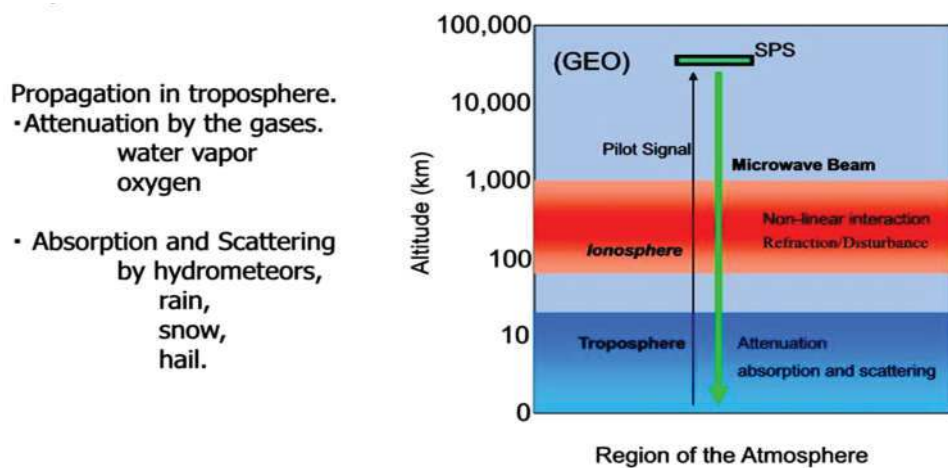 Propagation in troposphere.
・Attenuation by the gases.
water vapor
oxygen
・ Absorption and Scattering
by hydrometeors,
rain,
snow,
hail.
Altitude (km)
100,000
10,000
1,000
100
10
0
(GEO)
SPS
Pilot Signal
Microwave Beam
Non-linear interaction
Refraction/Disturbance
Ionosphere
Troposphere
Attenuation
absorption and scattering
Region of the Atmosphere